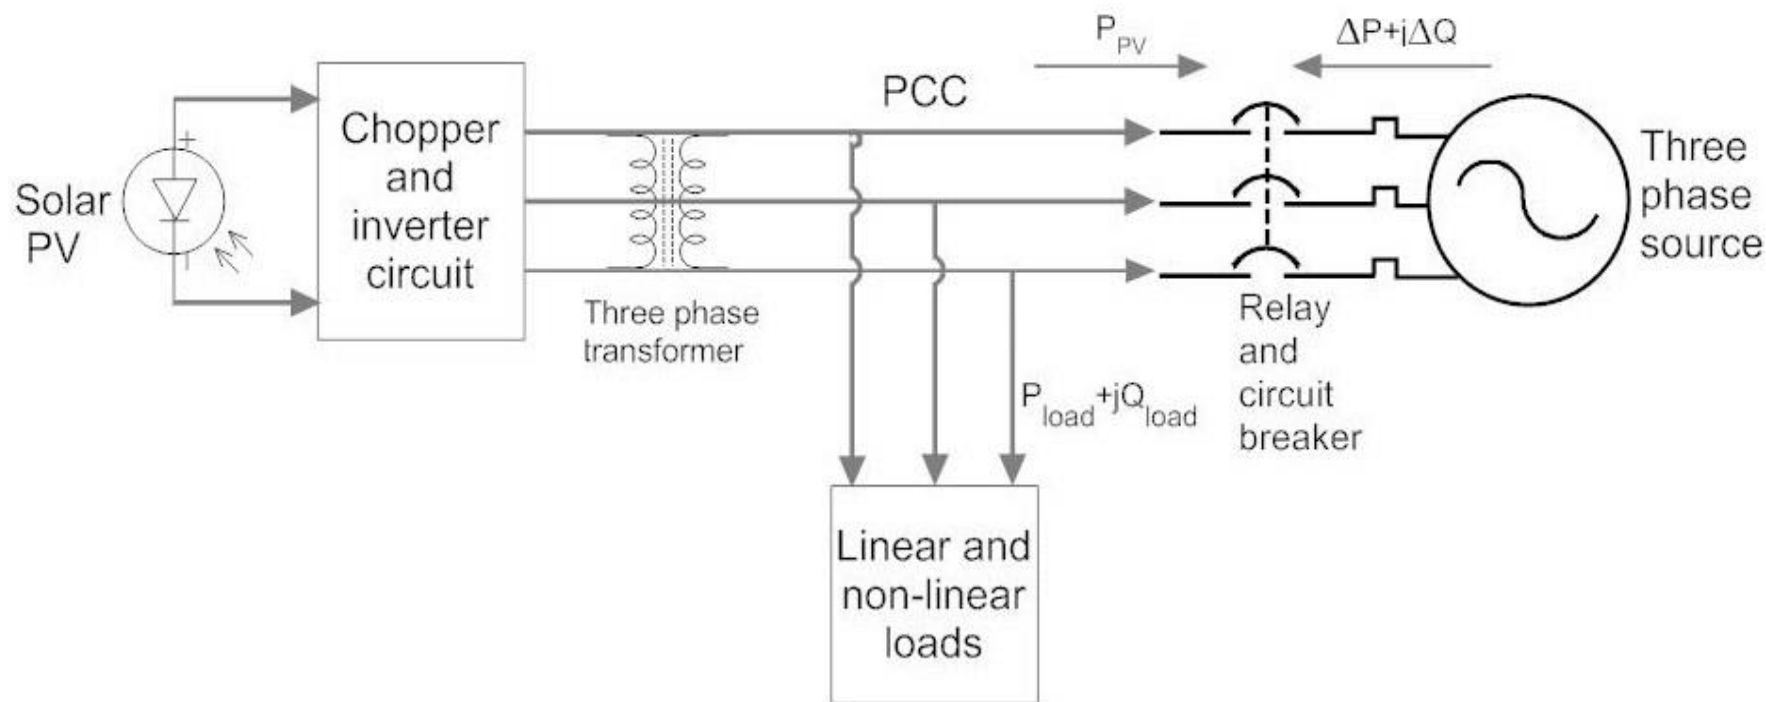 P_PV
ΔP+jΔQ
PCC
Solar
PV
+
-
Chopper
and
inverter
circuit
Three phase
transformer
P_load+jQ_load
Linear and
non-linear
loads
Relay
and
circuit
breaker
Three
phase
source